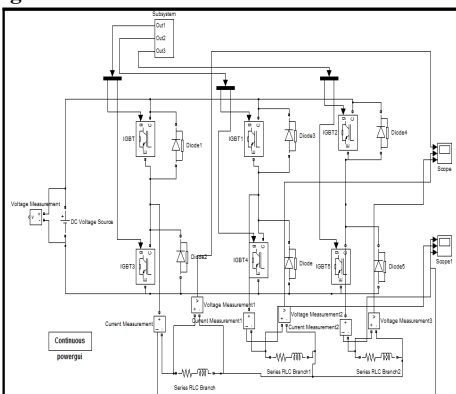 Subsystem
Out1
Out2
Out3
IGBT
Diode1
IGBT1
Diode3
IGBT2
Diode4
Scope
Voltage Measurement
DC Voltage Source
IGBT3
Diode2
IGBT4
Diode
IGBT5
Diode5
Scope1
Voltage Measurement1
Voltage Measurement2
Voltage Measurement3
Current Measurement
Current Measurement1
Current Measurement2
Continuous
powergui
Series RLC Branch
Series RLC Branch1
Series RLC Branch2